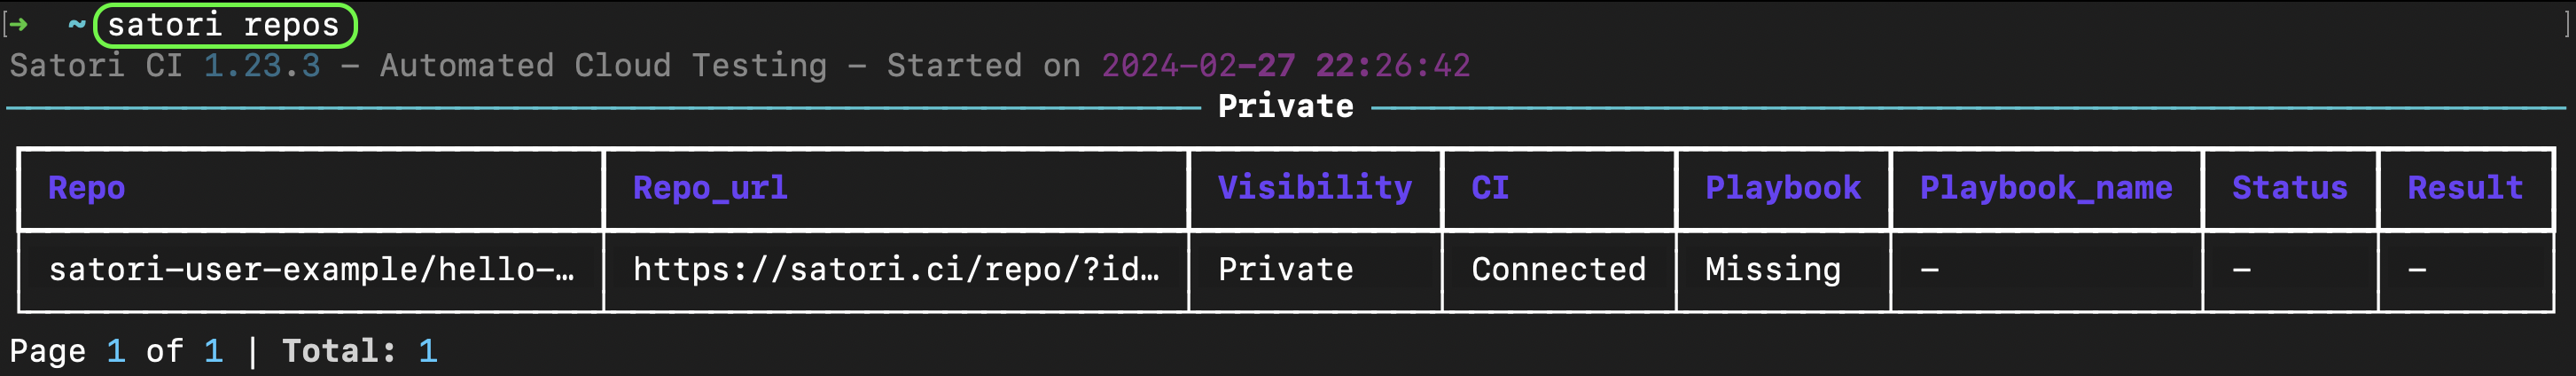 [➜ ~ satori repos ]
Satori CI 1.23.3 – Automated Cloud Testing – Started on 2024-02-27 22:26:42
Private
Repo Repo_url Visibility CI Playbook Playbook_name Status Result
satori-user-example/hello-… https://satori.ci/repo/?id… Private Connected Missing - - -
Page 1 of 1 | Total: 1